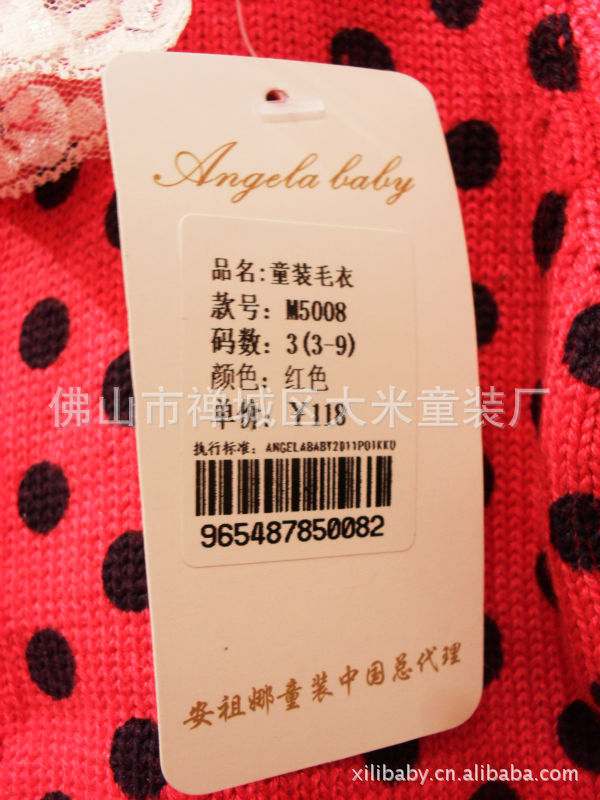 Angela baby
品名:童装毛衣
款号: M5008
码数: 3(3-9)
颜色: 红色
佛山市禅城区大米童装厂
单价: ￥118
执行标准: ANGELABABY2011P01KKO
965487850082
安祖娜童装中国总代理
xilibaby.cn.alibaba.com